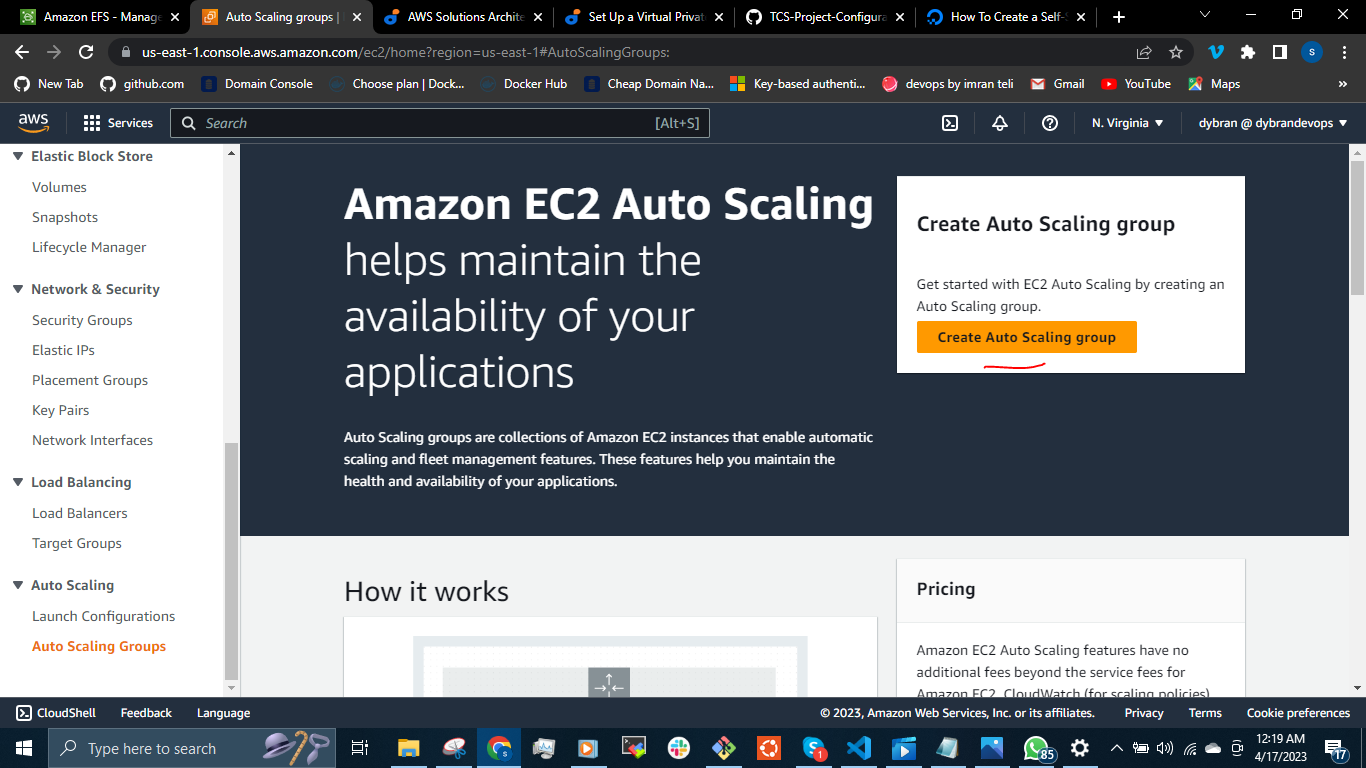 Amazon EFS - Manage
Auto Scaling groups |
AWS Solutions Archite
Set Up a Virtual Privat
TCS-Project-Configura
How To Create a Self-S
us-east-1.console.aws.amazon.com/ec2/home?region=us-east-1#AutoScalingGroups:
s
New Tab
github.com
Domain Console
Choose plan | Dock...
Docker Hub
Cheap Domain Na...
Key-based authenti...
devops by imran teli
Gmail
YouTube
Maps
»
aws
Services
Search
[Alt+S]
N. Virginia
dybran @ dybrandevops
Elastic Block Store
Volumes
Snapshots
Lifecycle Manager
Network & Security
Security Groups
Elastic IPs
Placement Groups
Key Pairs
Network Interfaces
Load Balancing
Load Balancers
Target Groups
Auto Scaling
Launch Configurations
Auto Scaling Groups
Amazon EC2 Auto Scaling
helps maintain the
availability of your
applications
Auto Scaling groups are collections of Amazon EC2 instances that enable automatic
scaling and fleet management features. These features help you maintain the
health and availability of your applications.
Create Auto Scaling group
Get started with EC2 Auto Scaling by creating an
Auto Scaling group.
Create Auto Scaling group
How it works
Pricing
Amazon EC2 Auto Scaling features have no
additional fees beyond the service fees for
Amazon EC2, CloudWatch (for scaling policies)
CloudShell
Feedback
Language
© 2023, Amazon Web Services, Inc. or its affiliates.
Privacy
Terms
Cookie preferences
Type here to search
1
85
12:19 AM
4/17/2023
17